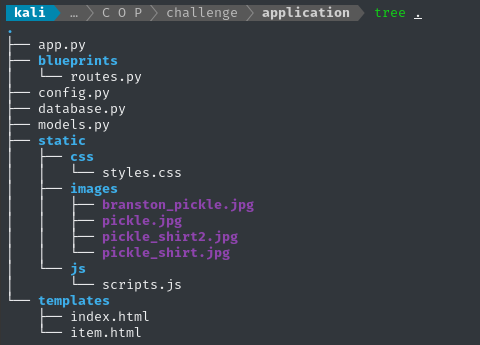 kali … C O P challenge application tree .
.
├── app.py
├── blueprints
│   └── routes.py
├── config.py
├── database.py
├── models.py
├── static
│   ├── css
│   │   └── styles.css
│   ├── images
│   │   ├── branston_pickle.jpg
│   │   ├── pickle.jpg
│   │   ├── pickle_shirt2.jpg
│   │   └── pickle_shirt.jpg
│   └── js
│       └── scripts.js
└── templates
    ├── index.html
    └── item.html